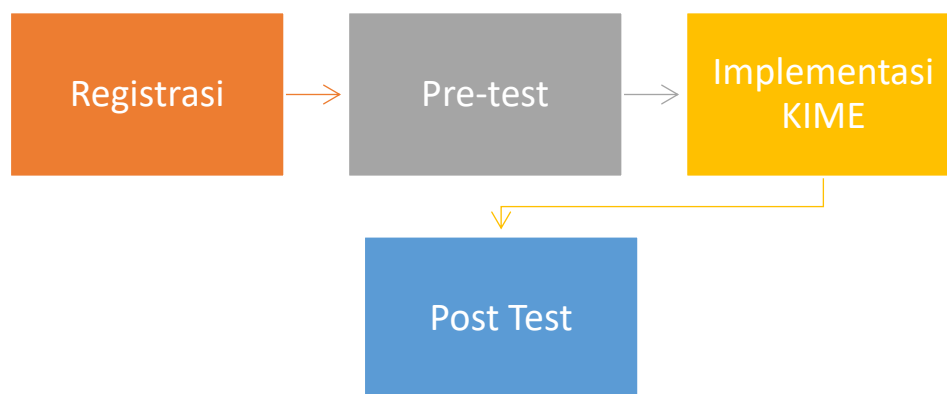 Registrasi
Pre-test
Implementasi
KIME
Post Test